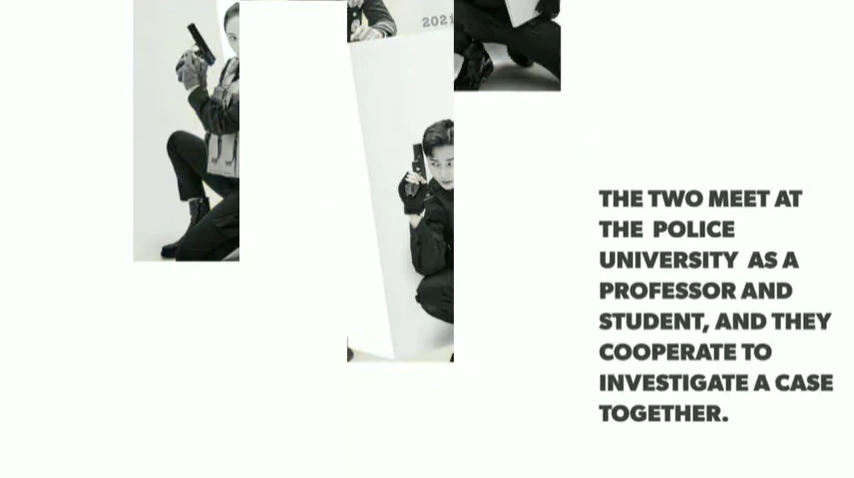 2021
THE TWO MEET AT
THE POLICE
UNIVERSITY AS A
PROFESSOR AND
STUDENT, AND THEY
COOPERATE TO
INVESTIGATE A CASE
TOGETHER.